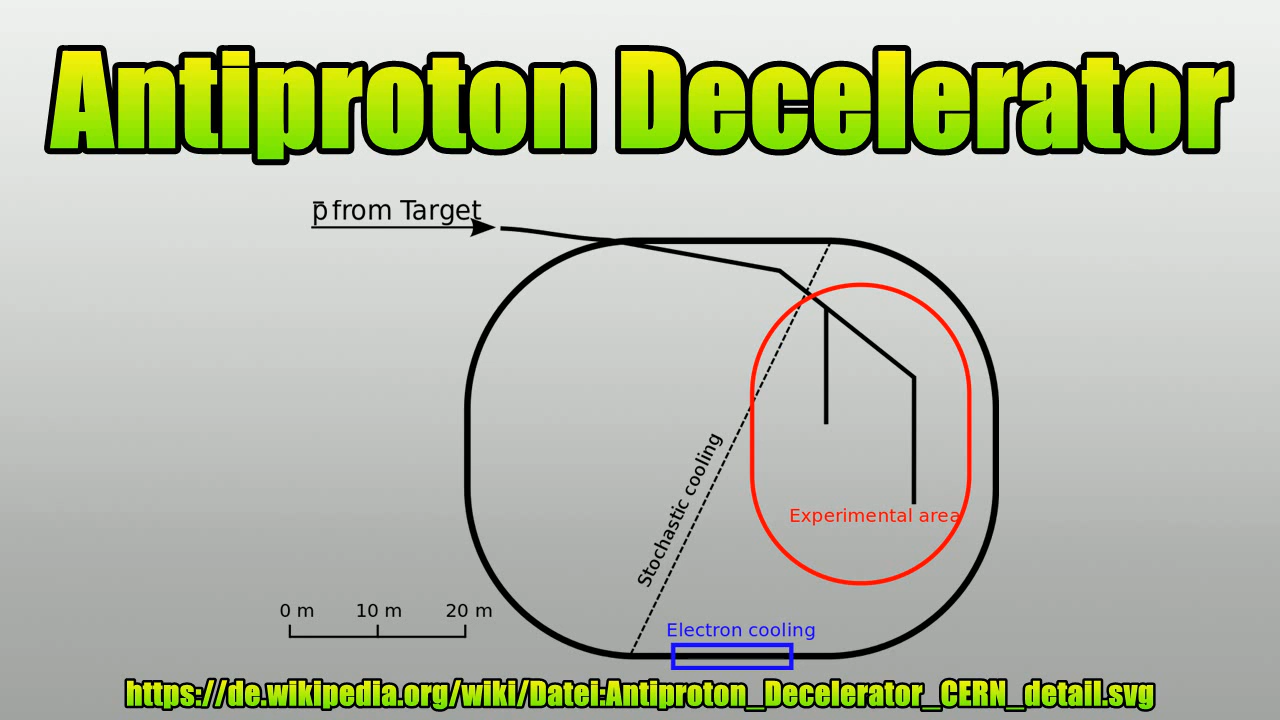 Antiproton Decelerator
p̄ from Target
Stochastic cooling
Experimental area
0 m 10 m 20 m
Electron cooling
https://de.wikipedia.org/wiki/Datei:Antiproton_Decelerator_CERN_detail.svg